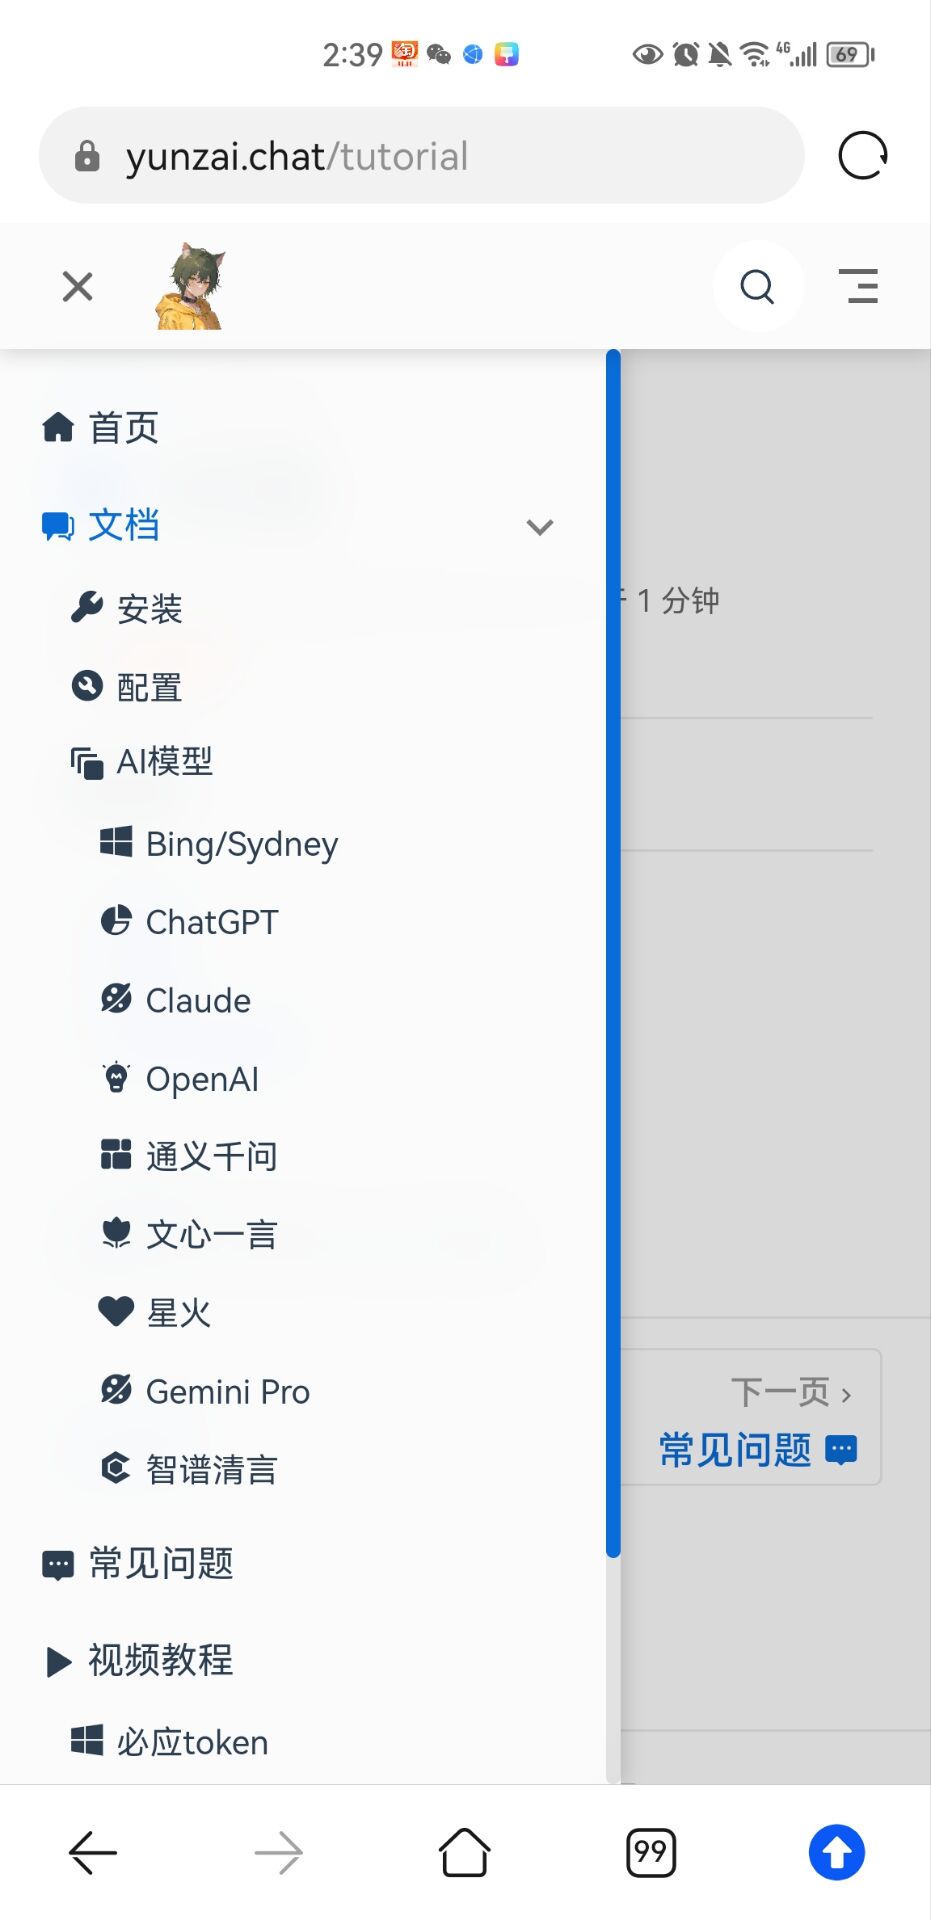 2:39
4G
69
yunzai.chat/tutorial
首页
文档
安装
1 分钟
配置
AI模型
Bing/Sydney
ChatGPT
Claude
OpenAI
通义千问
文心一言
星火
Gemini Pro
下一页
常见问题
智谱清言
常见问题
视频教程
必应token
99